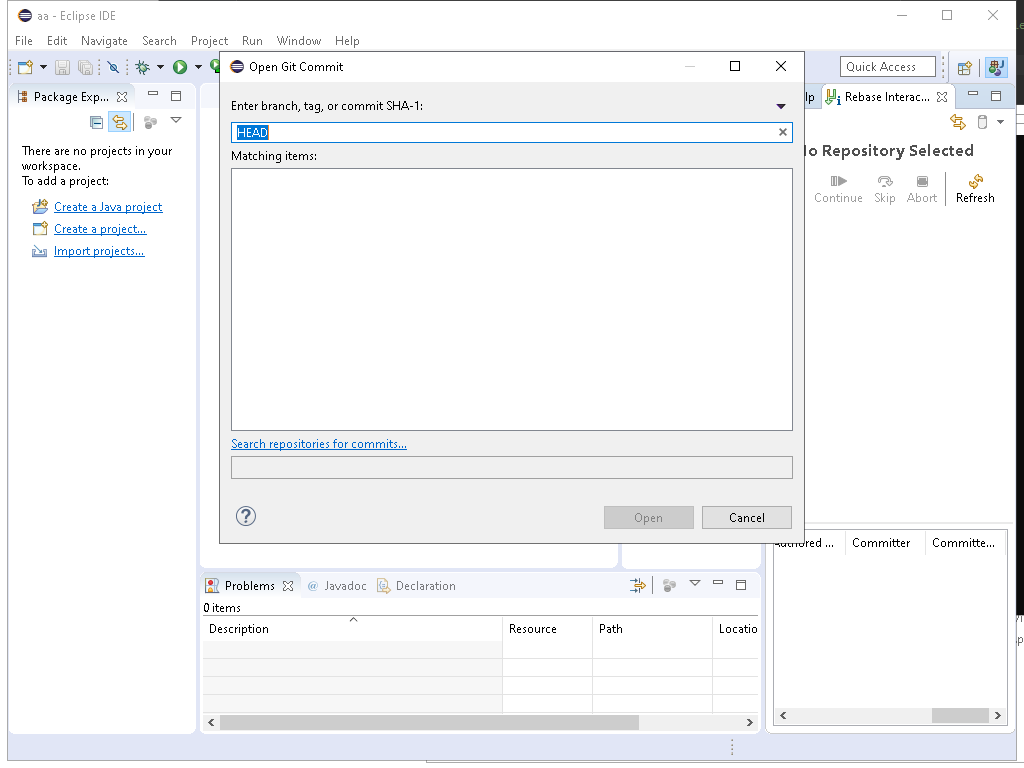 aa - Eclipse IDE
File Edit Navigate Search Project Run Window Help
Quick Access
Package Exp...
There are no projects in your
workspace.
To add a project:
Create a Java project
Create a project...
Import projects...
Open Git Commit
Enter branch, tag, or commit SHA-1:
HEAD
Matching items:
Search repositories for commits...
Open Cancel
Rebase Interac...
o Repository Selected
Continue Skip Abort Refresh
Authored ... Committer Committe...
Problems @ Javadoc Declaration
0 items
Description Resource Path Locatio